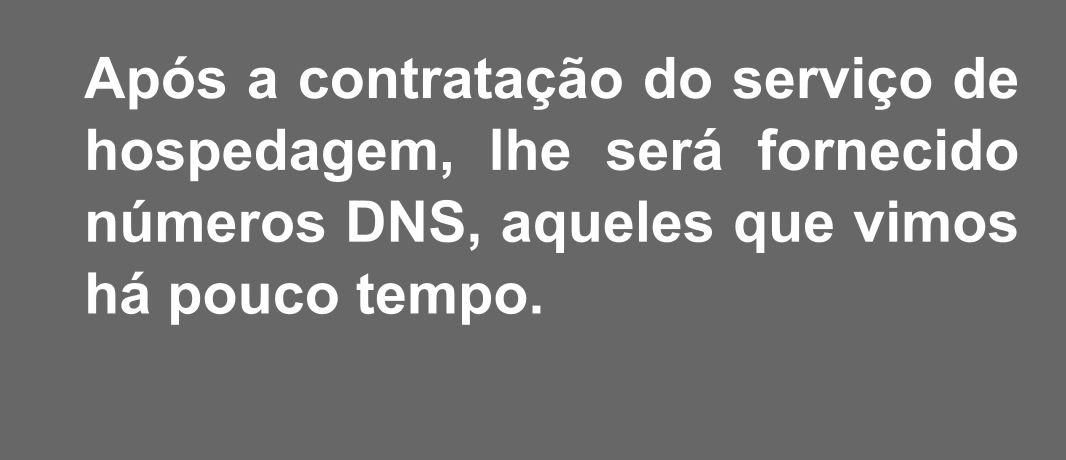 Após a contratação do serviço de
hospedagem, lhe será fornecido
números DNS, aqueles que vimos
há pouco tempo.